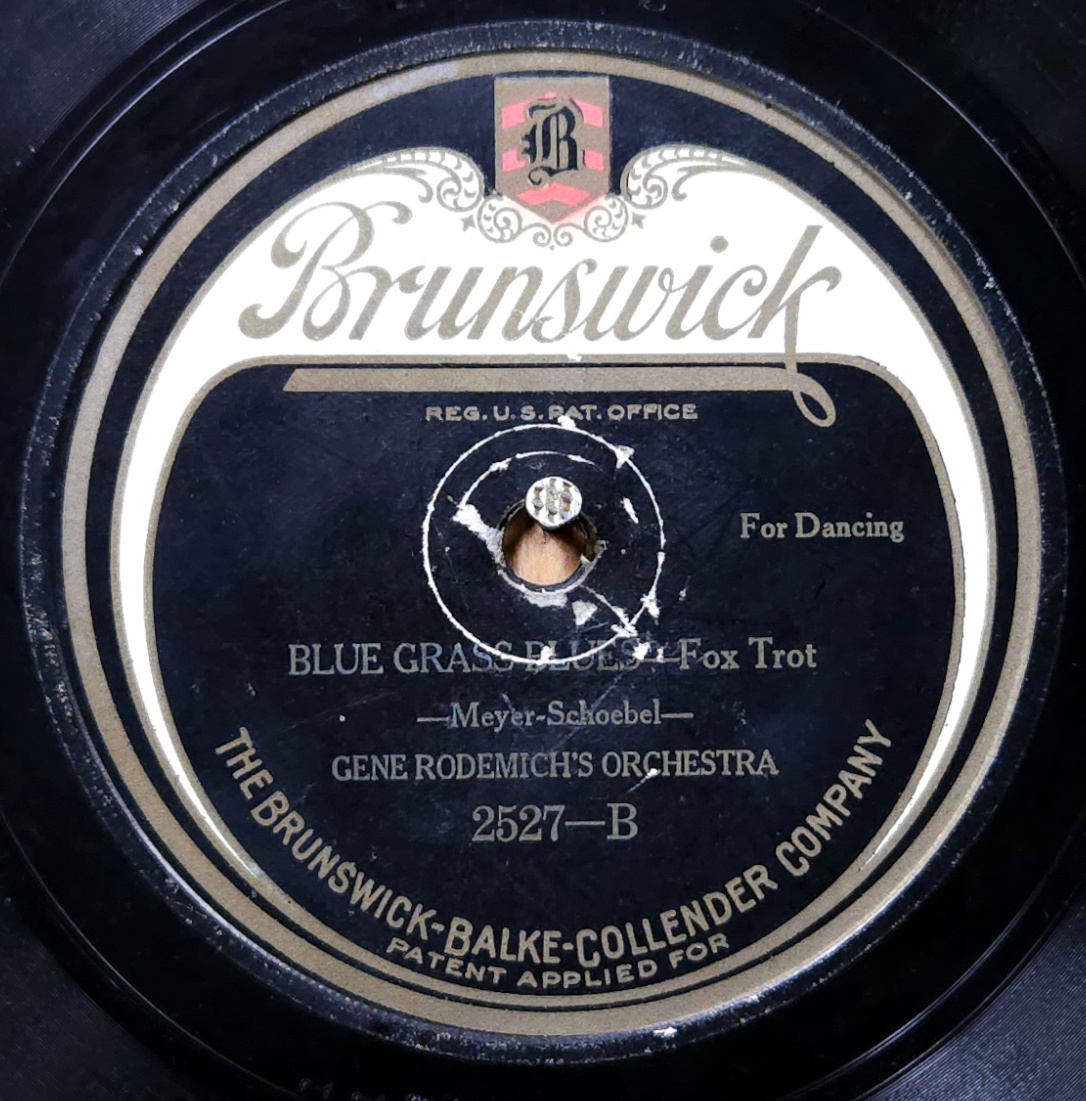 B
Brunswick
REG. U.S. PAT. OFFICE
For Dancing
BLUE GRASS BLUES—Fox Trot
—Meyer-Schoebel—
GENE RODEMICH'S ORCHESTRA
2527—B
THE BRUNSWICK-BALKE-COLLENDER COMPANY
PATENT APPLIED FOR